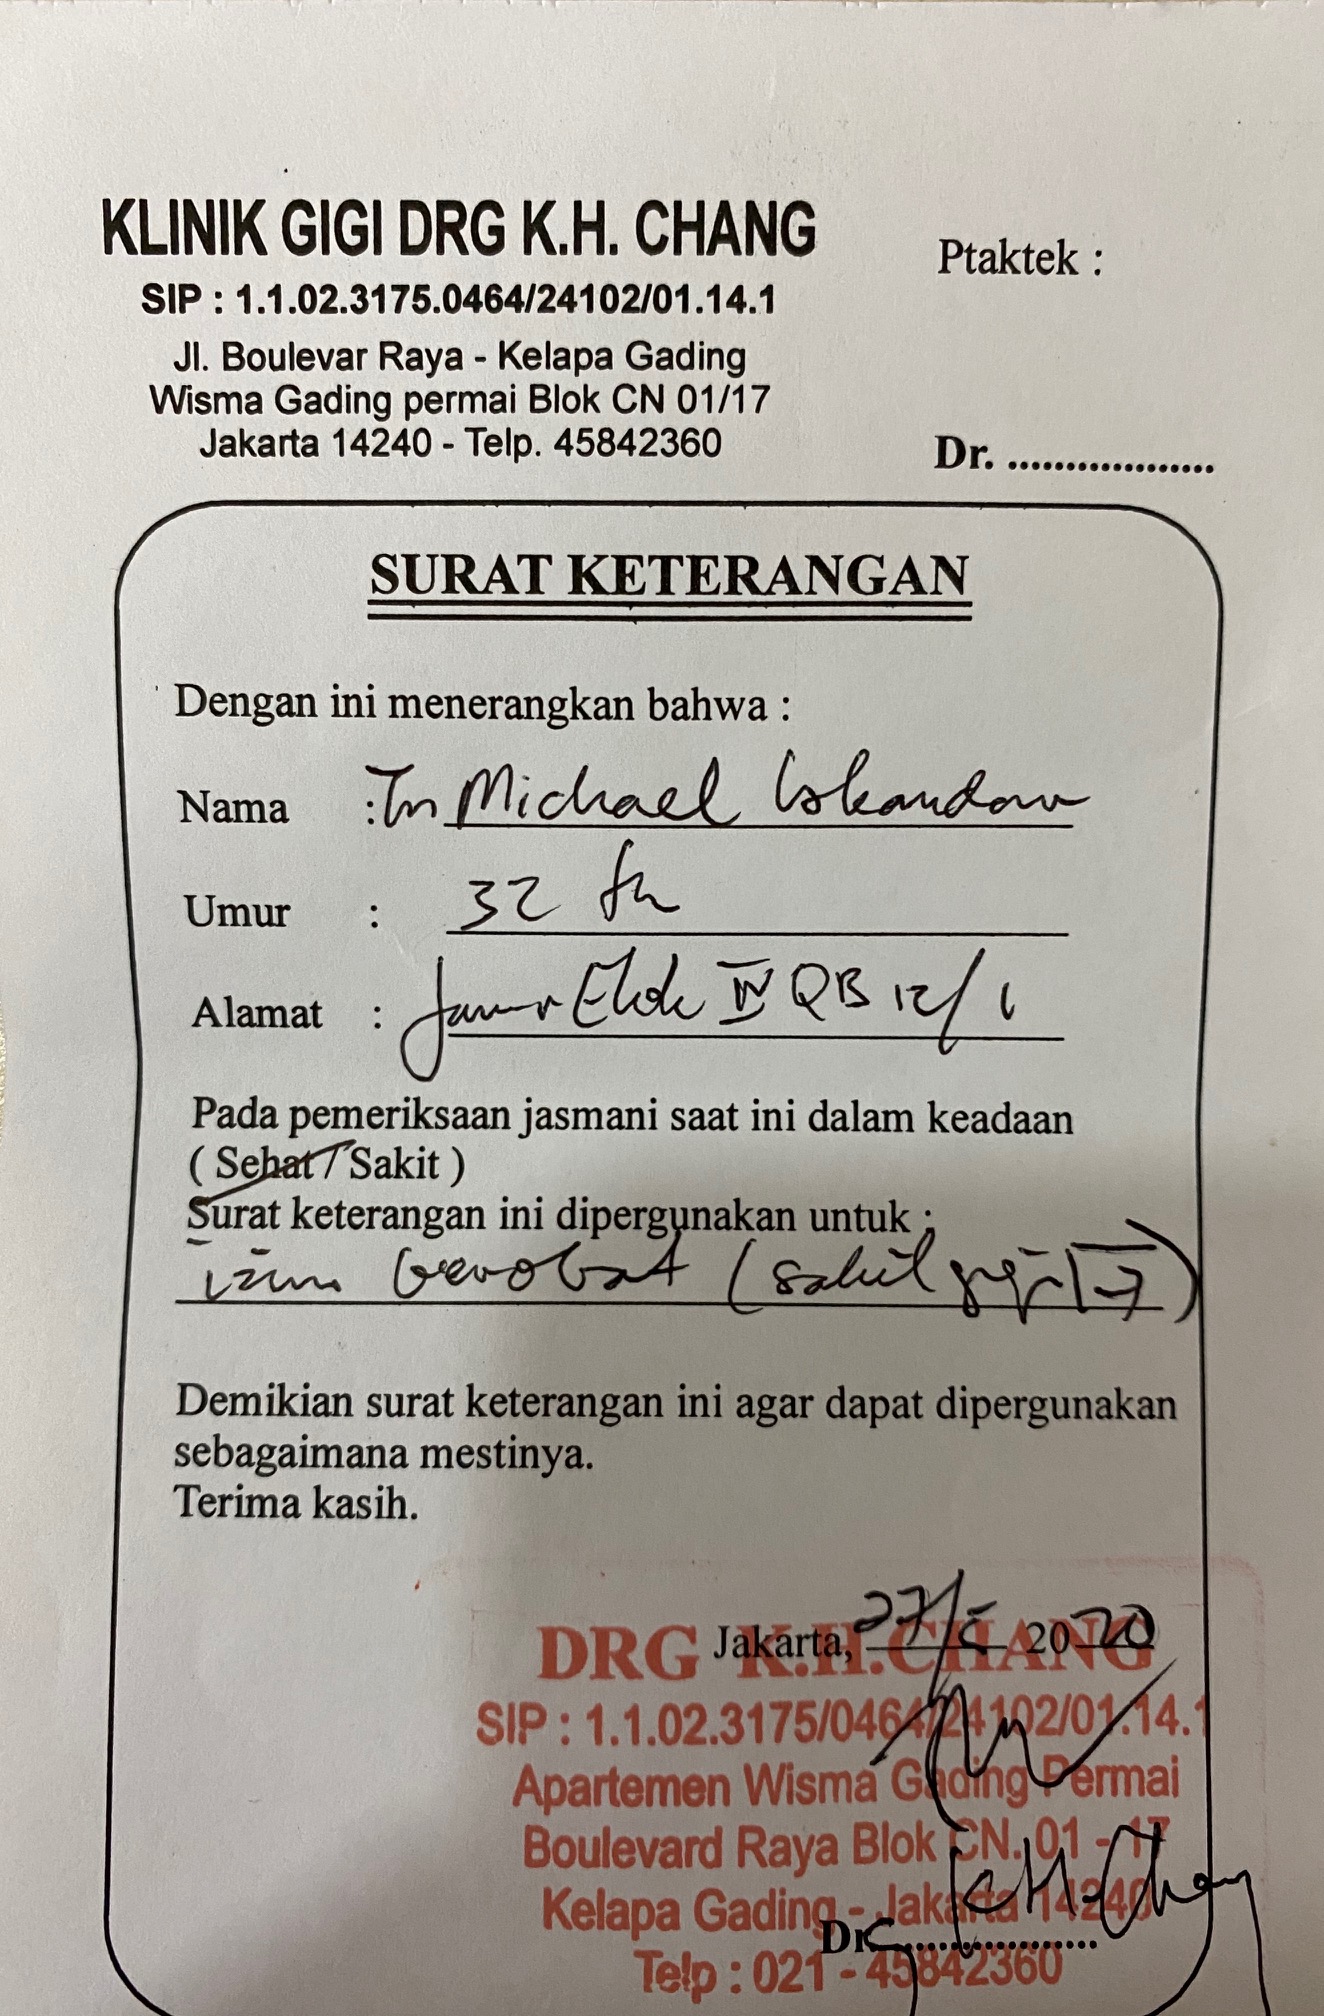 KLINIK GIGI DRG K.H. CHANG
SIP : 1.1.02.3175.0464/24102/01.14.1
Jl. Boulevar Raya - Kelapa Gading
Wisma Gading permai Blok CN 01/17
Jakarta 14240 - Telp. 45842360
Ptaktek :
Dr. ..................
SURAT KETERANGAN
Dengan ini menerangkan bahwa :
Nama : Tn Michael Iskandar
Umur : 32 th
Alamat : Janur Elok IV QB 12/1
Pada pemeriksaan jasmani saat ini dalam keadaan
( Sehat / Sakit )
Surat keterangan ini dipergunakan untuk :
izin berobat (sakit gigi 7)
Demikian surat keterangan ini agar dapat dipergunakan
sebagaimana mestinya.
Terima kasih.
Jakarta, 27/ 2020
DRG K.H.CHANG
SIP : 1.1.02.3175/0464/24102/01.14.1
Apartemen Wisma Gading Permai
Boulevard Raya Blok CN. 01 - 17
Kelapa Gading - Jakarta 14240
Telp : 021 - 45842360
Drg K.H. Chang